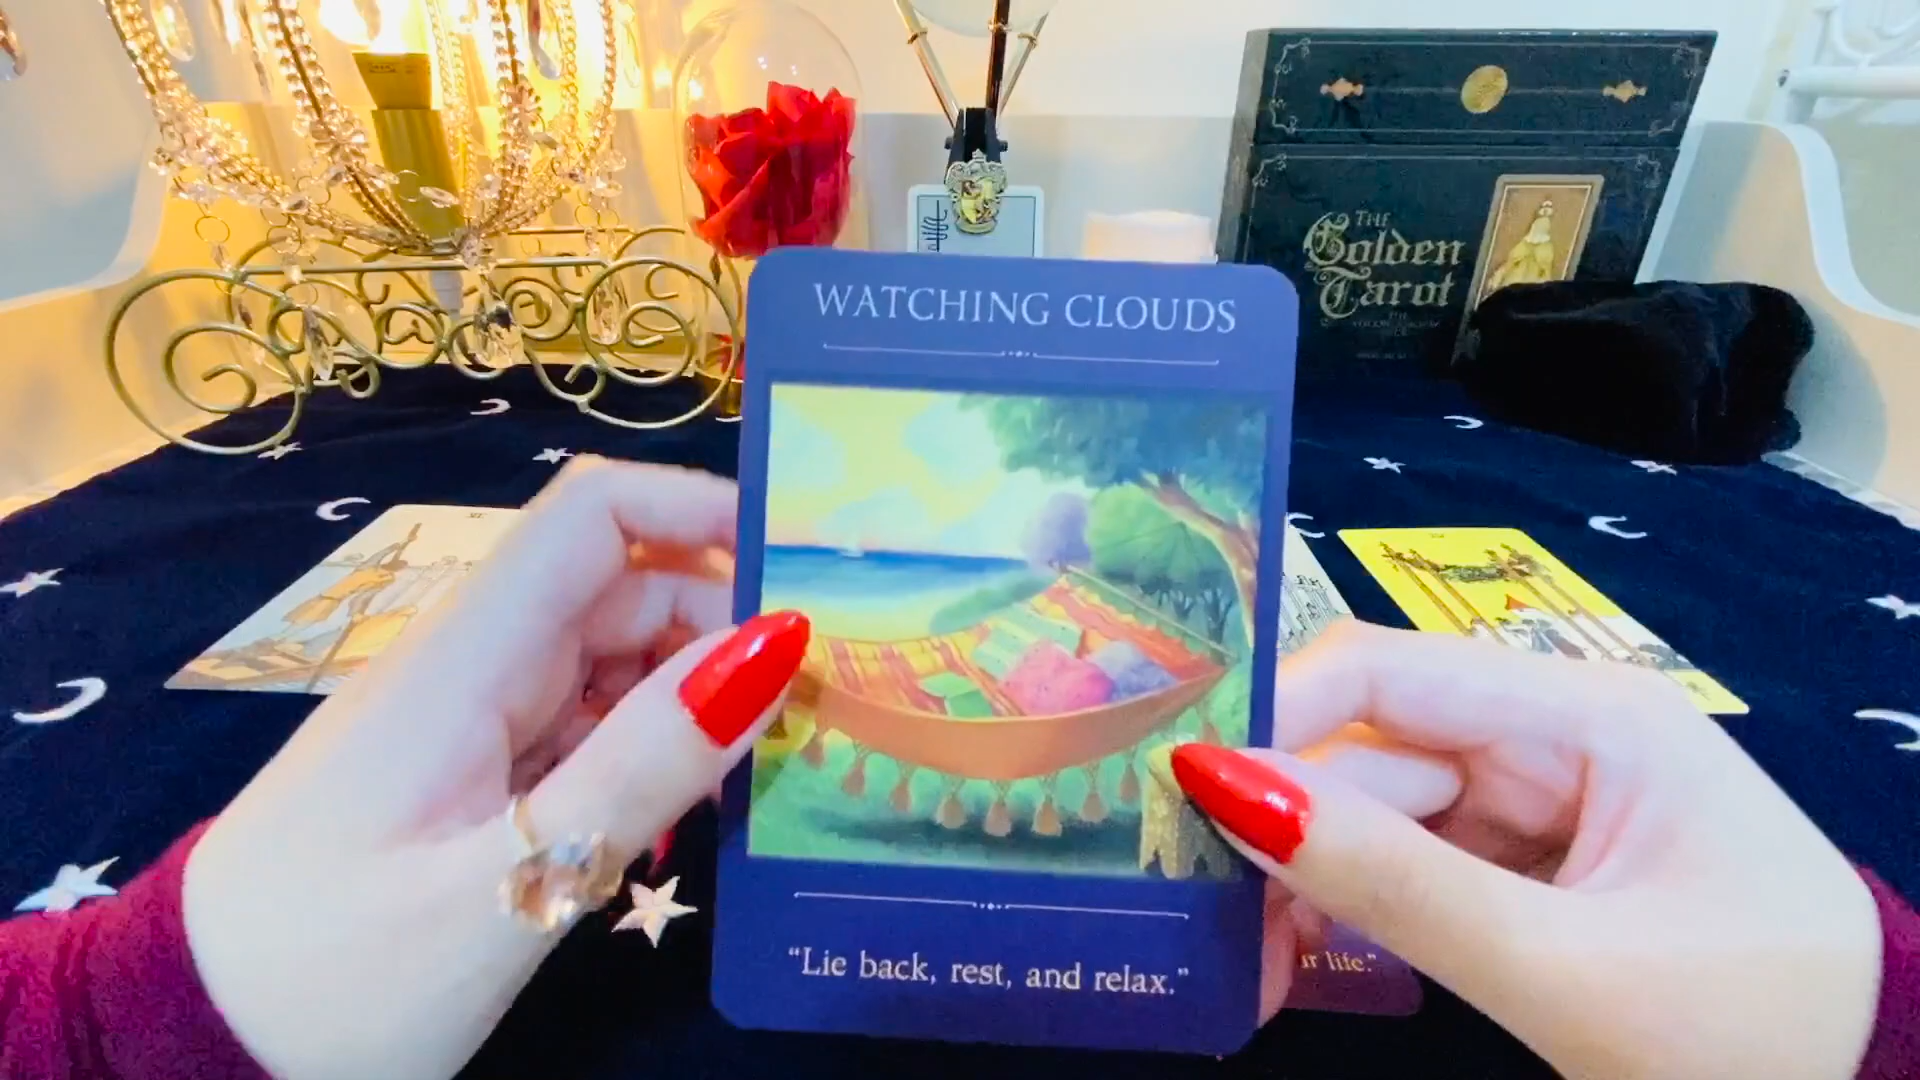 THE
Golden
Tarot
WATCHING CLOUDS
"Lie back, rest, and relax."
life."